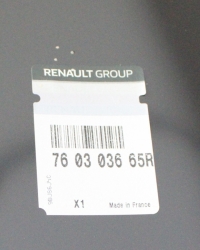 RENAULT GROUP
76 03 036 65R
X1
Made in France